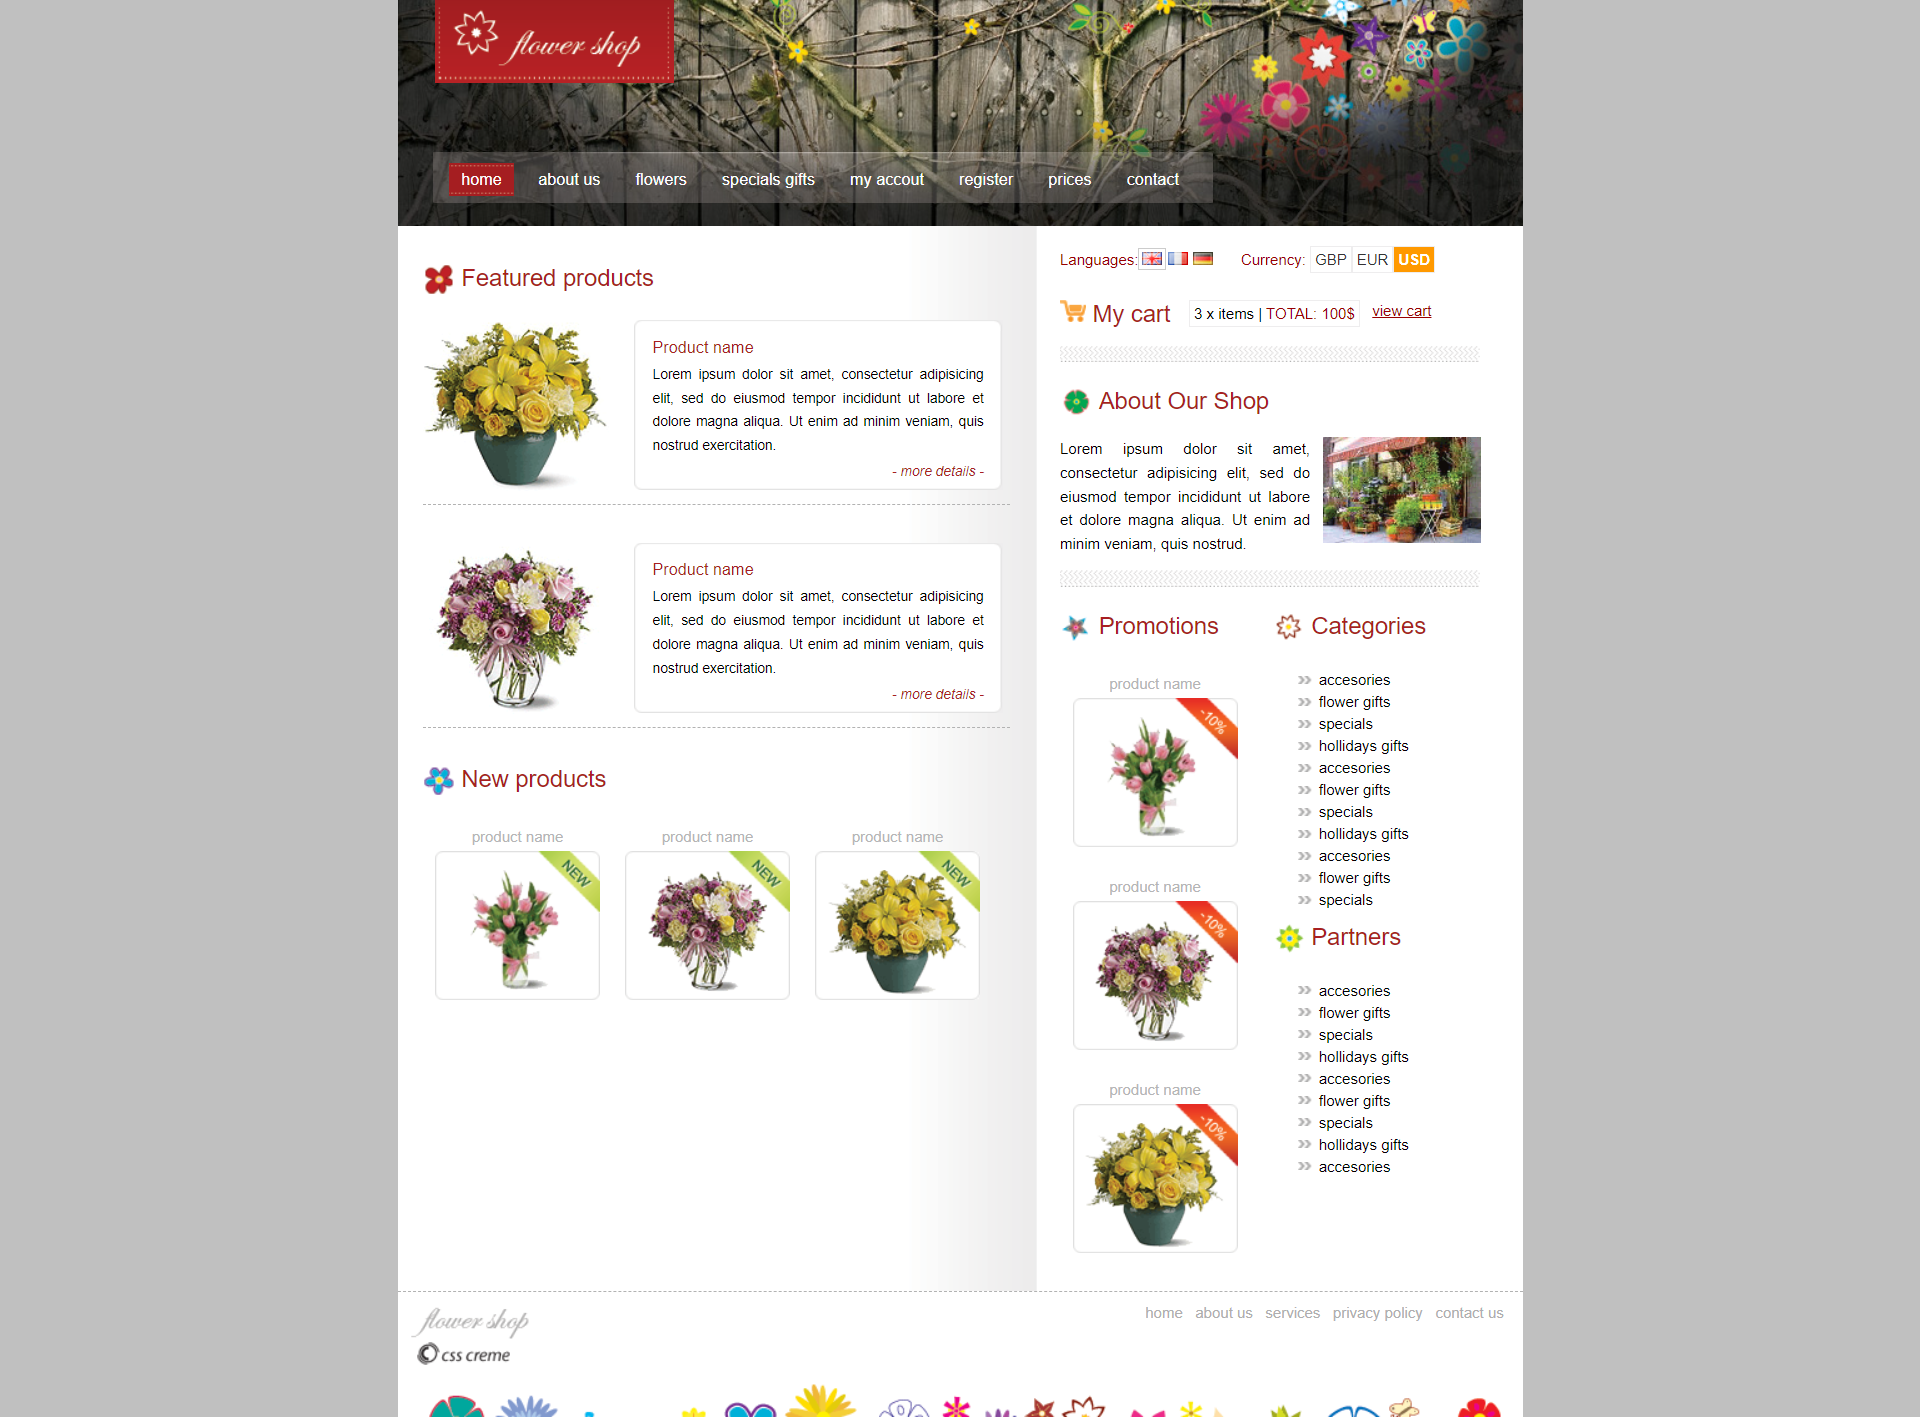 flower shop
home about us flowers specials gifts my accout register prices contact
Featured products
Product name
Lorem ipsum dolor sit amet, consectetur adipisicing
elit, sed do eiusmod tempor incididunt ut labore et
dolore magna aliqua. Ut enim ad minim veniam, quis
nostrud exercitation.
- more details -
Product name
Lorem ipsum dolor sit amet, consectetur adipisicing
elit, sed do eiusmod tempor incididunt ut labore et
dolore magna aliqua. Ut enim ad minim veniam, quis
nostrud exercitation.
- more details -
New products
product name product name product name
NEW NEW NEW
Languages: Currency: GBP EUR USD
My cart 3 x items | TOTAL: 100$ view cart
About Our Shop
Lorem ipsum dolor sit amet,
consectetur adipisicing elit, sed do
eiusmod tempor incididunt ut labore
et dolore magna aliqua. Ut enim ad
minim veniam, quis nostrud.
Promotions
product name
-10%
product name
-10%
product name
-10%
Categories
accesories
flower gifts
specials
hollidays gifts
accesories
flower gifts
specials
hollidays gifts
accesories
flower gifts
specials
Partners
accesories
flower gifts
specials
hollidays gifts
accesories
flower gifts
specials
hollidays gifts
accesories
flower shop
css creme
home about us services privacy policy contact us